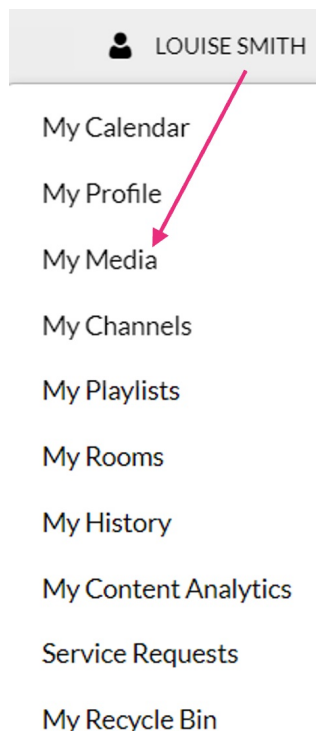 LOUISE SMITH
My Calendar
My Profile
My Media
My Channels
My Playlists
My Rooms
My History
My Content Analytics
Service Requests
My Recycle Bin